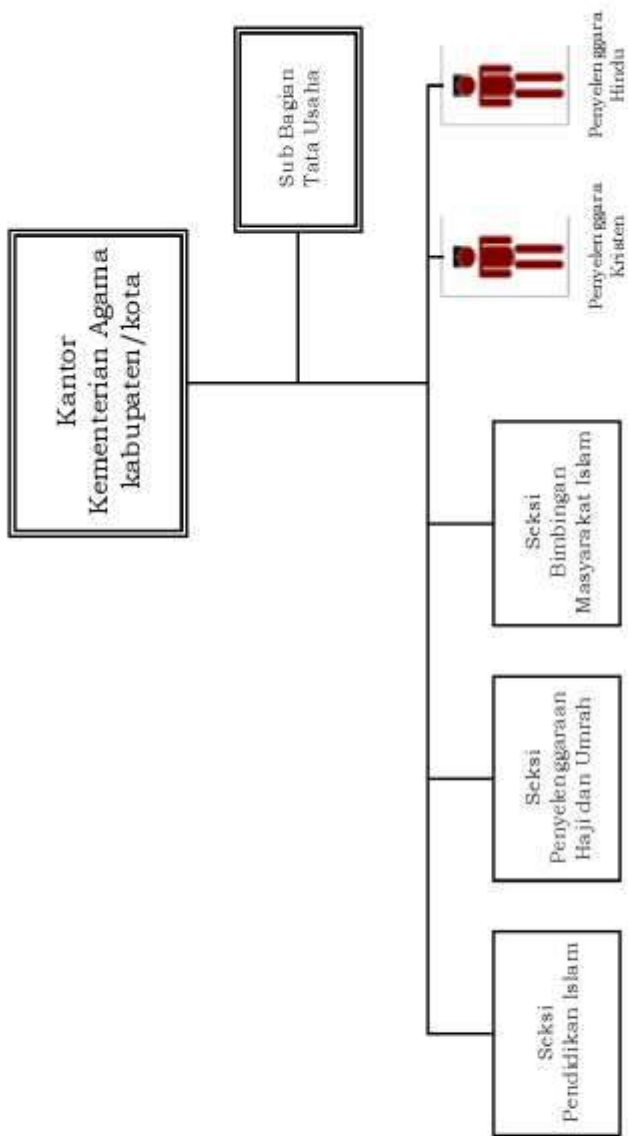 Kantor
Kementerian Agama
kabupaten/kota
Sub Bagian
Tata Usaha
Seksi
Pendidikan Islam
Seksi
Penyelenggaraan
Haji dan Umrah
Seksi
Bimbingan
Masyarakat Islam
Penyelenggara
Kristen
Penyelenggara
Hindu